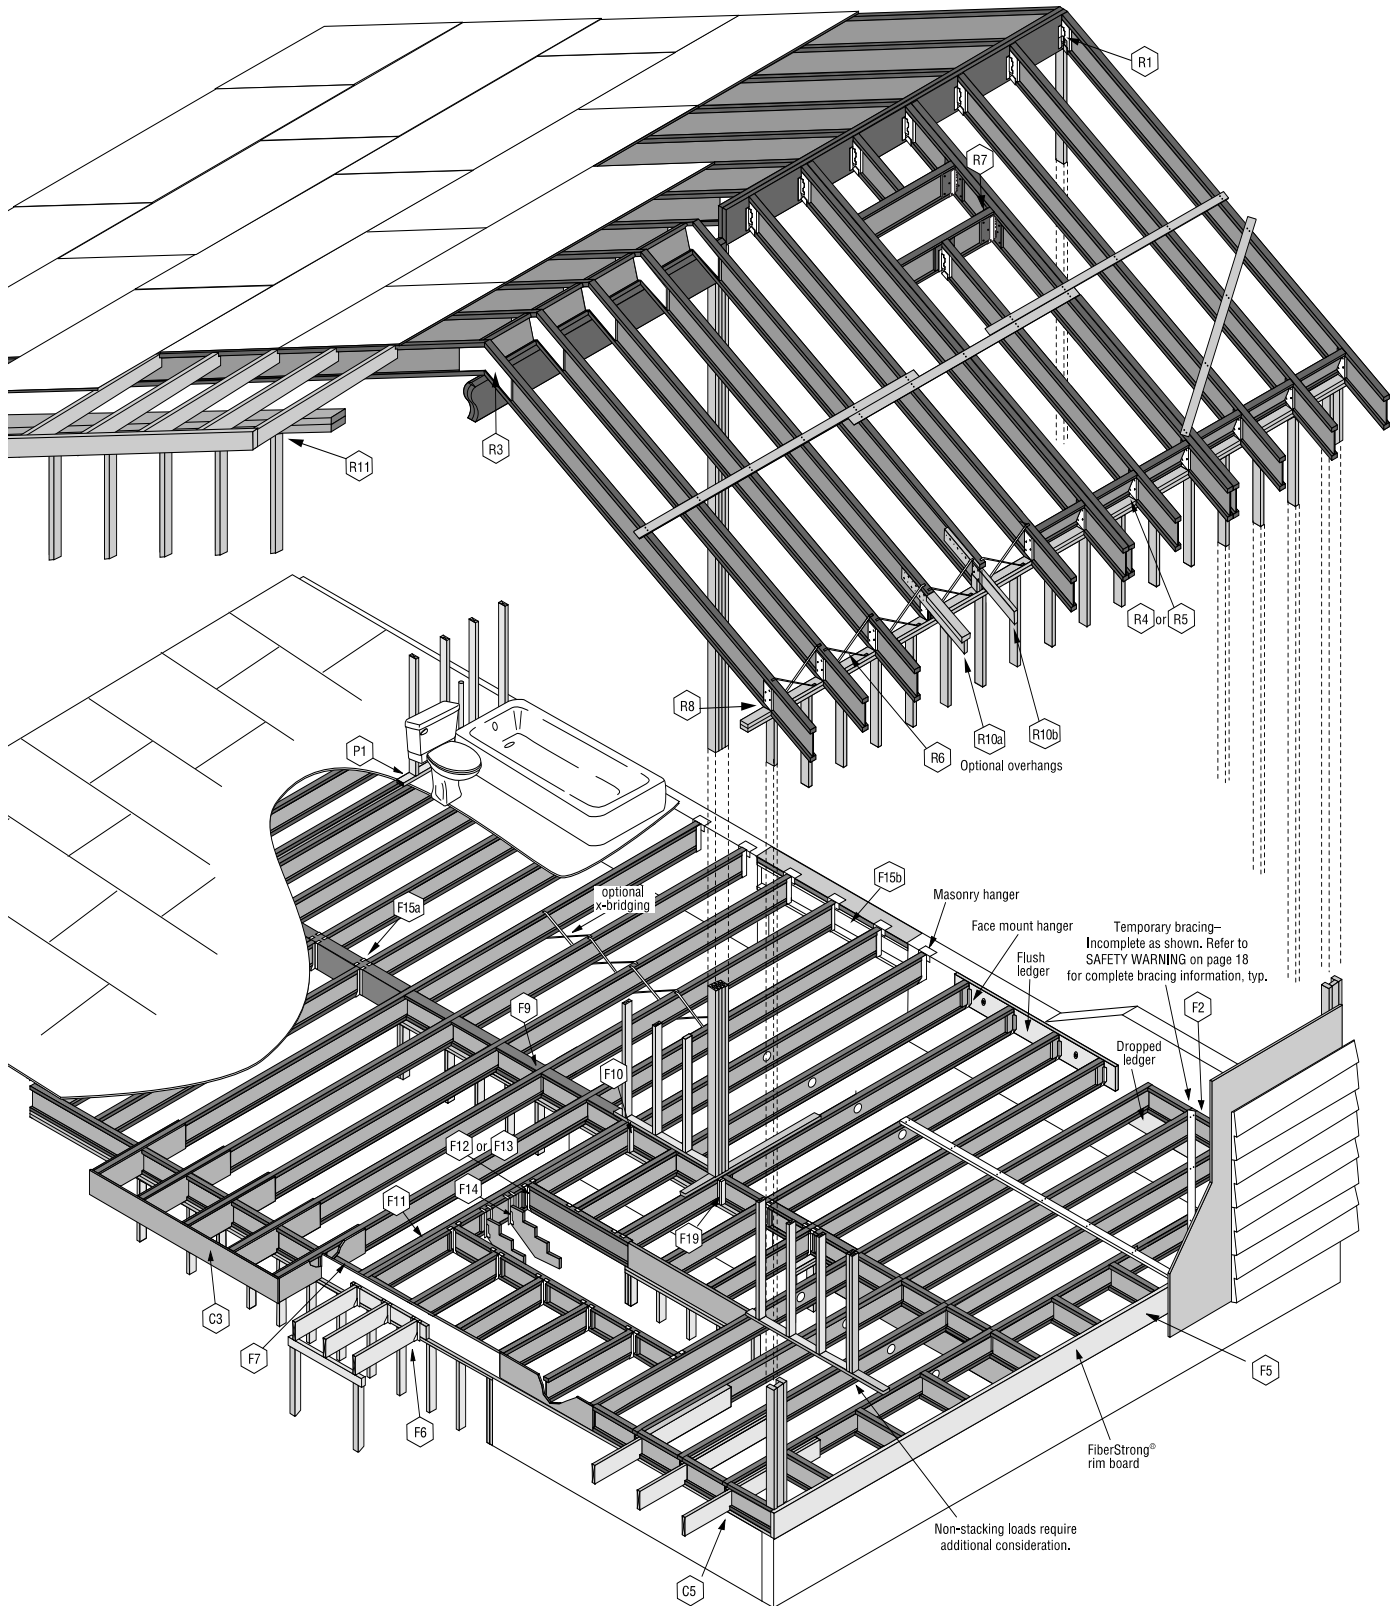 R1
R7
R3
R11
R4 or R5
R8
R6
R10a
R10b
Optional overhangs
P1
F15a
optional
x-bridging
F15b
Masonry hanger
Face mount hanger
Flush
ledger
Temporary bracing–
Incomplete as shown. Refer to
SAFETY WARNING on page 18
for complete bracing information, typ.
F2
Dropped
ledger
F9
F10
F12 or F13
F14
F11
F19
C3
F7
F6
F5
FiberStrong®
rim board
Non-stacking loads require
additional consideration.
C5